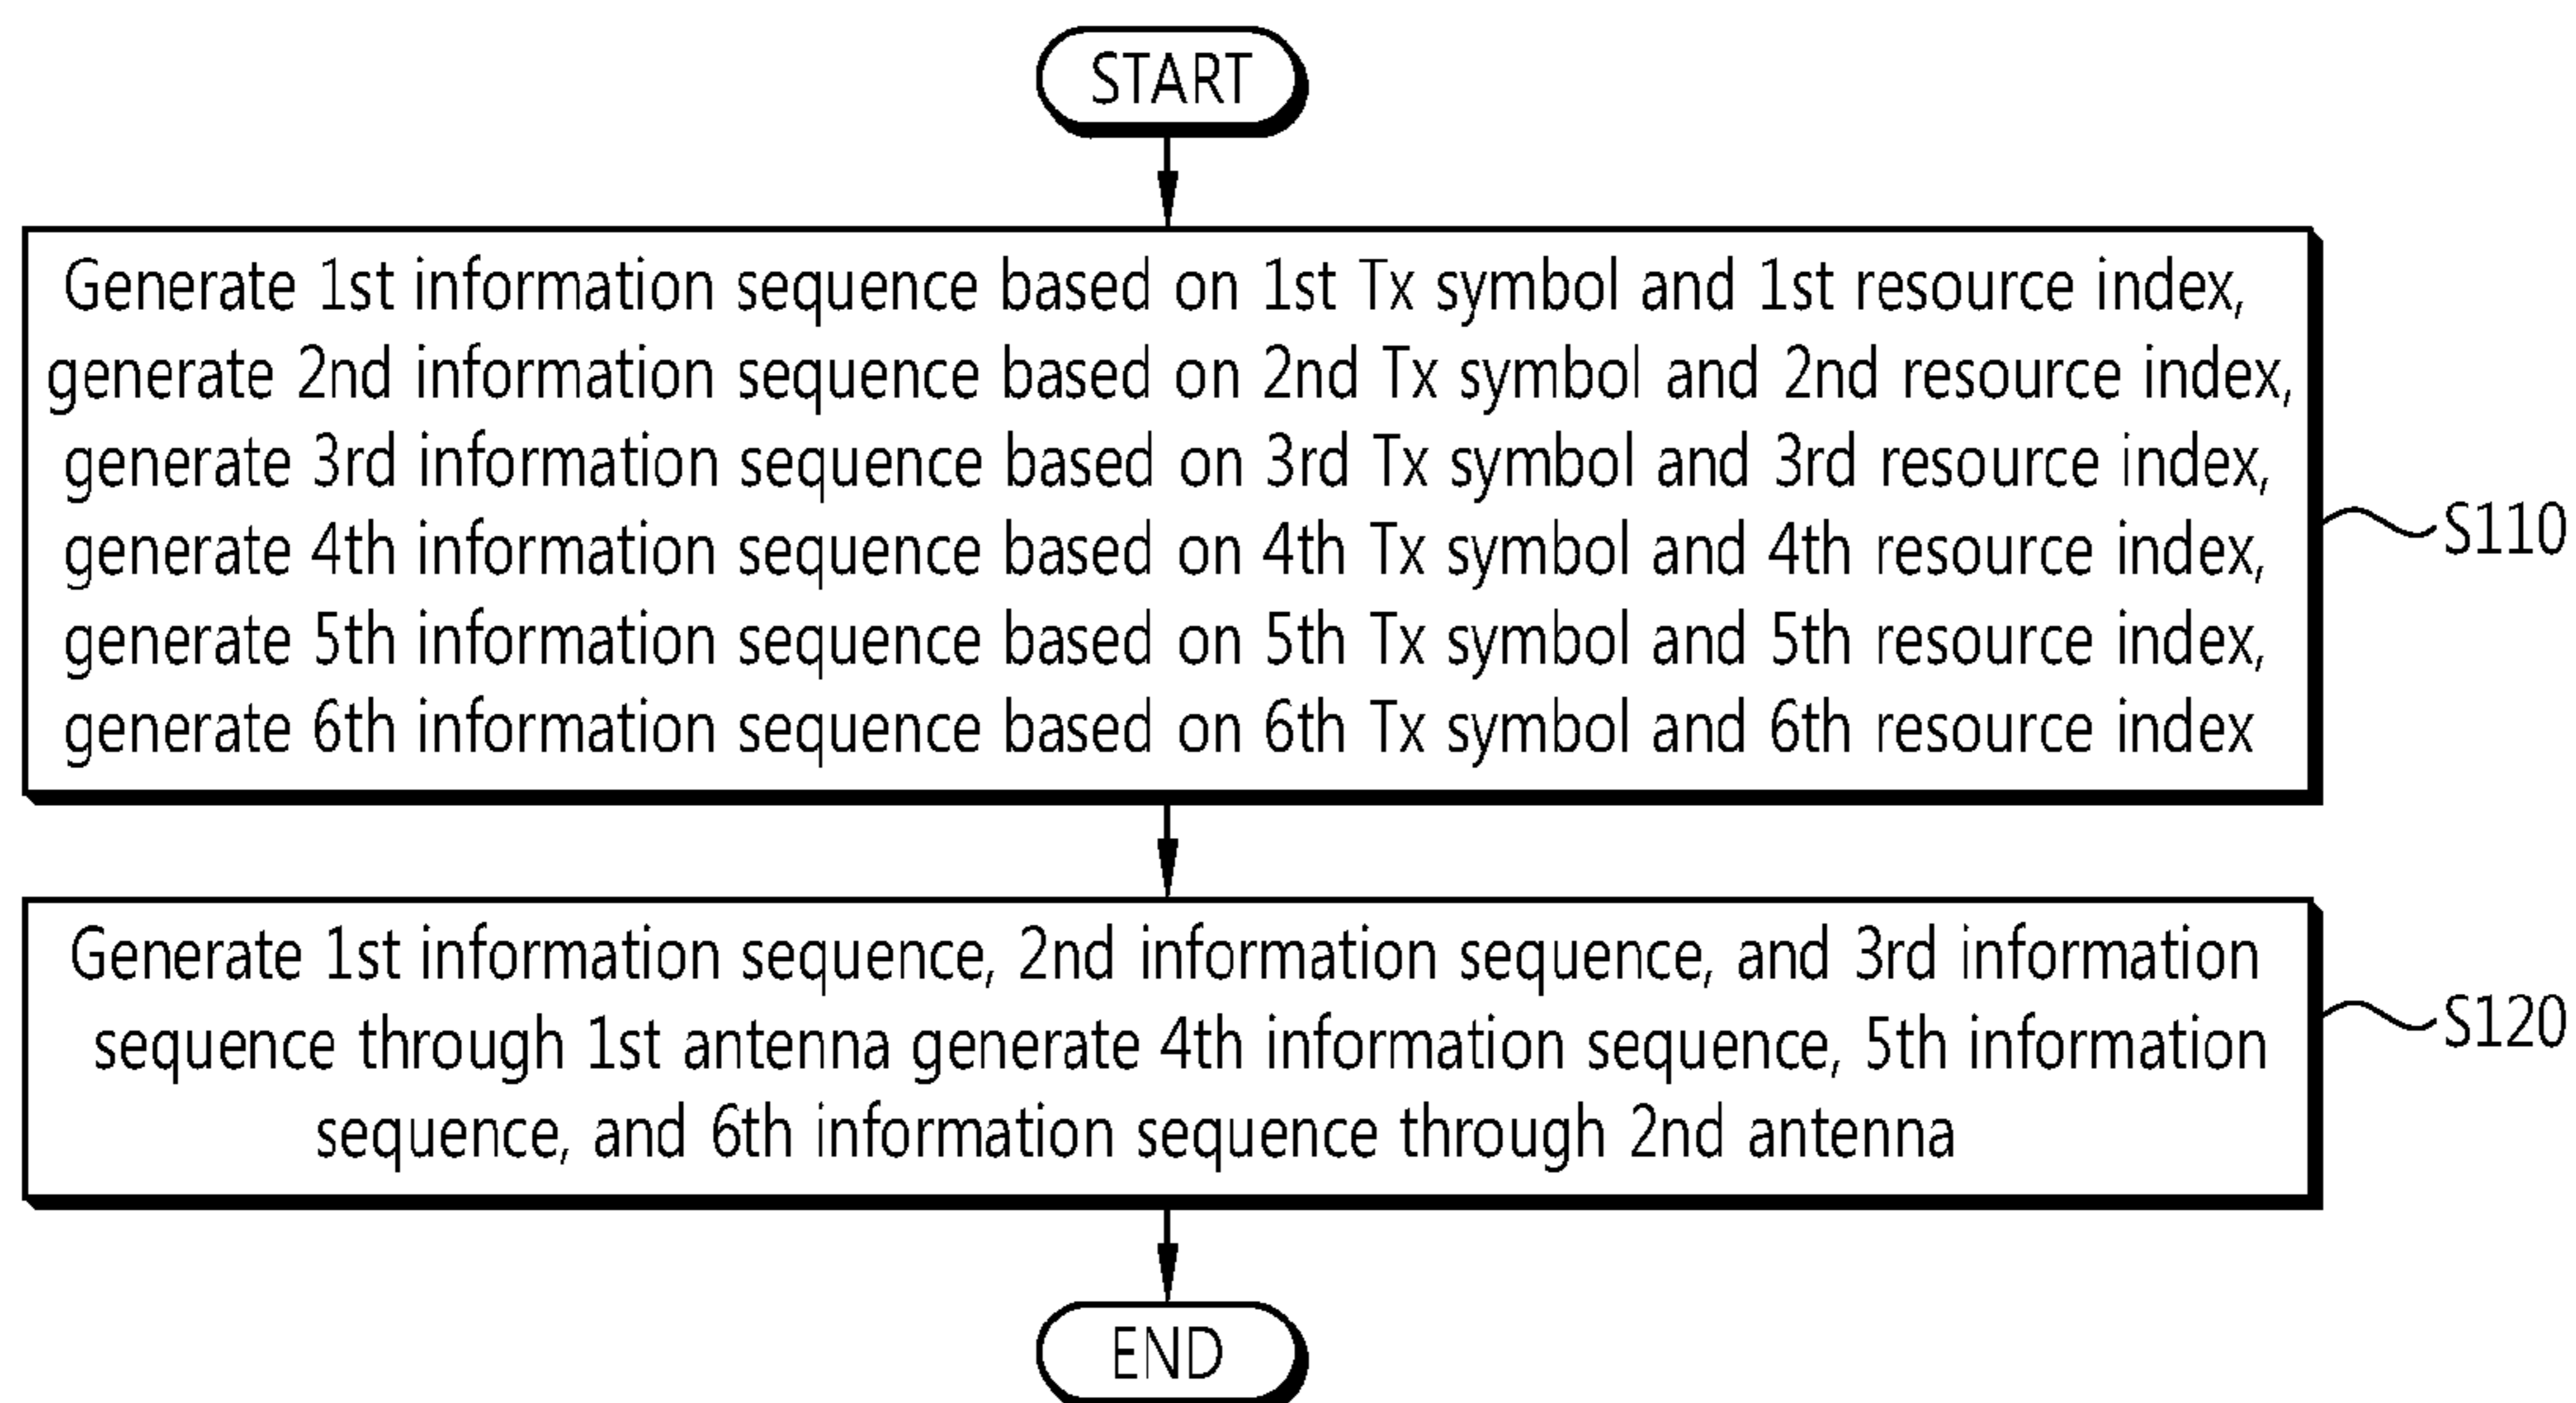 START
Generate 1st information sequence based on 1st Tx symbol and 1st resource index,
generate 2nd information sequence based on 2nd Tx symbol and 2nd resource index,
generate 3rd information sequence based on 3rd Tx symbol and 3rd resource index,
generate 4th information sequence based on 4th Tx symbol and 4th resource index,
generate 5th information sequence based on 5th Tx symbol and 5th resource index,
generate 6th information sequence based on 6th Tx symbol and 6th resource index
S110
Generate 1st information sequence, 2nd information sequence, and 3rd information
sequence through 1st antenna generate 4th information sequence, 5th information
sequence, and 6th information sequence through 2nd antenna
S120
END